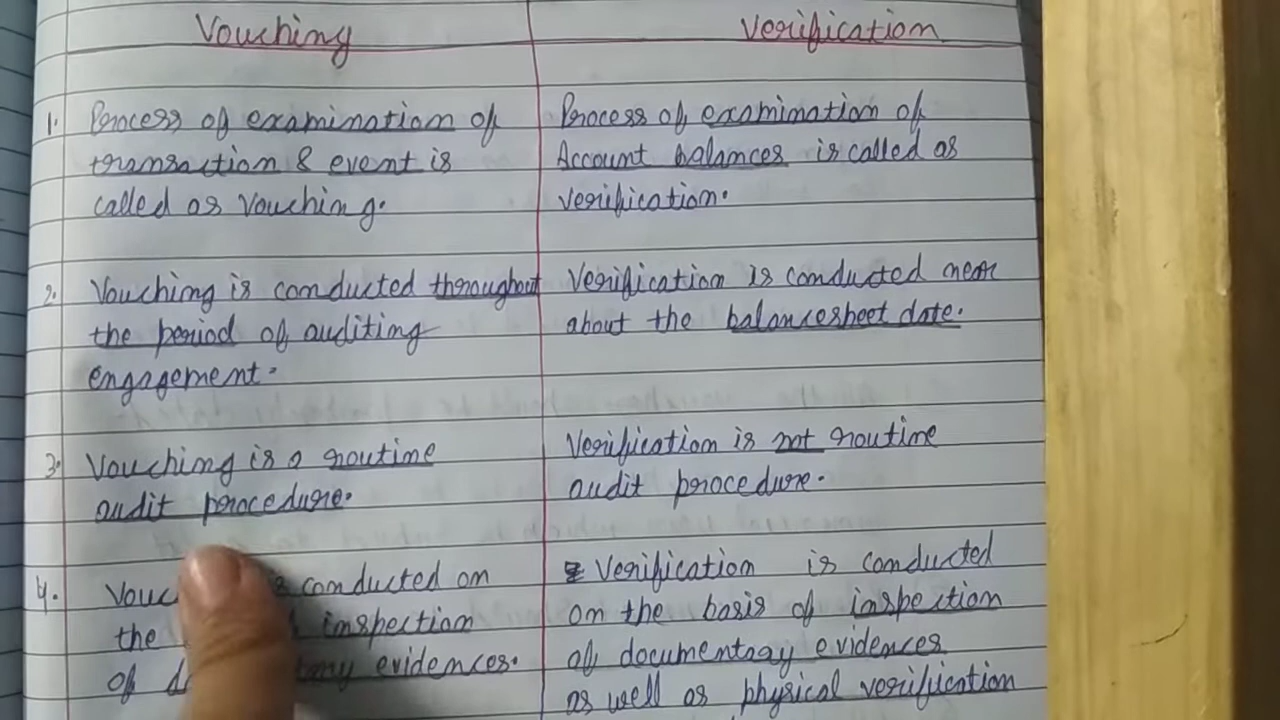 Vouching
Verification
1. Process of examination of
transaction & event is
called as Vouching.
Process of examination of
Account balances is called as
verification.
2. Vouching is conducted throughout
the period of auditing
engagement.
Verification is conducted near
about the balancesheet date.
3. Vouching is a routine
audit procedure.
Verification is not routine
audit procedure.
4. conducted on
the inspection
of evidences.
Verification is conducted
on the basis of inspection
of documentary evidences
as well as physical verification